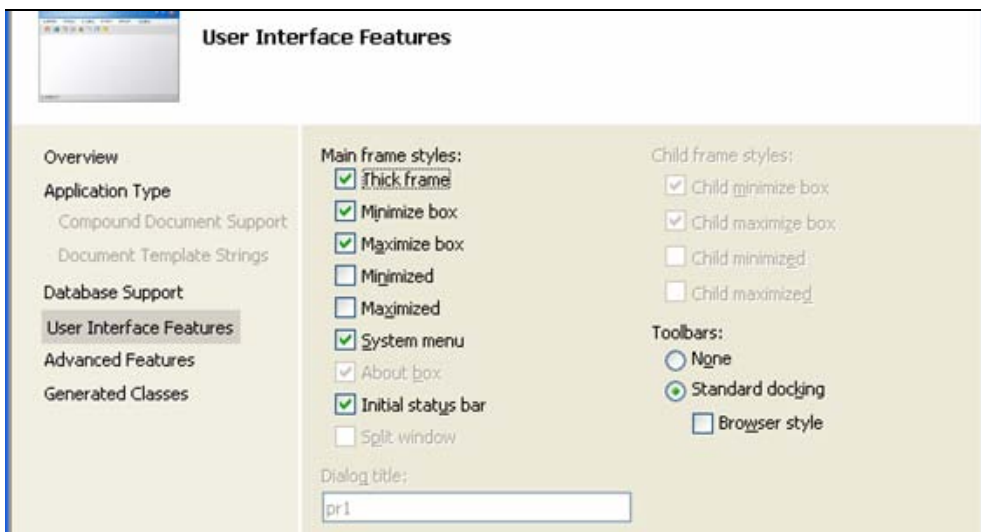 User Interface Features
Overview
Application Type
Compound Document Support
Document Template Strings
Database Support
User Interface Features
Advanced Features
Generated Classes
Main frame styles:
Thick frame
Minimize box
Maximize box
Minimized
Maximized
System menu
About box
Initial status bar
Split window
Dialog title:
pr1
Child frame styles:
Child minimize box
Child maximize box
Child minimized
Child maximized
Toolbars:
None
Standard docking
Browser style